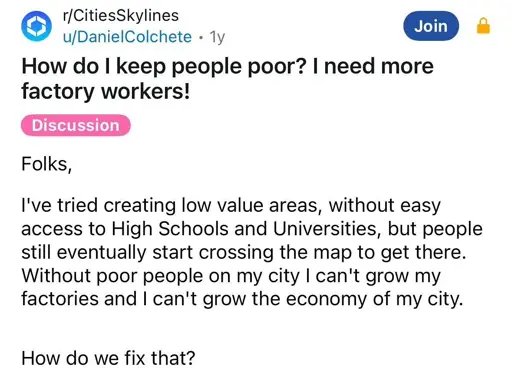 r/CitiesSkylines
u/DanielColchete • 1y
Join
How do I keep people poor? I need more
factory workers!
Discussion
Folks,
I've tried creating low value areas, without easy
access to High Schools and Universities, but people
still eventually start crossing the map to get there.
Without poor people on my city I can't grow my
factories and I can't grow the economy of my city.
How do we fix that?